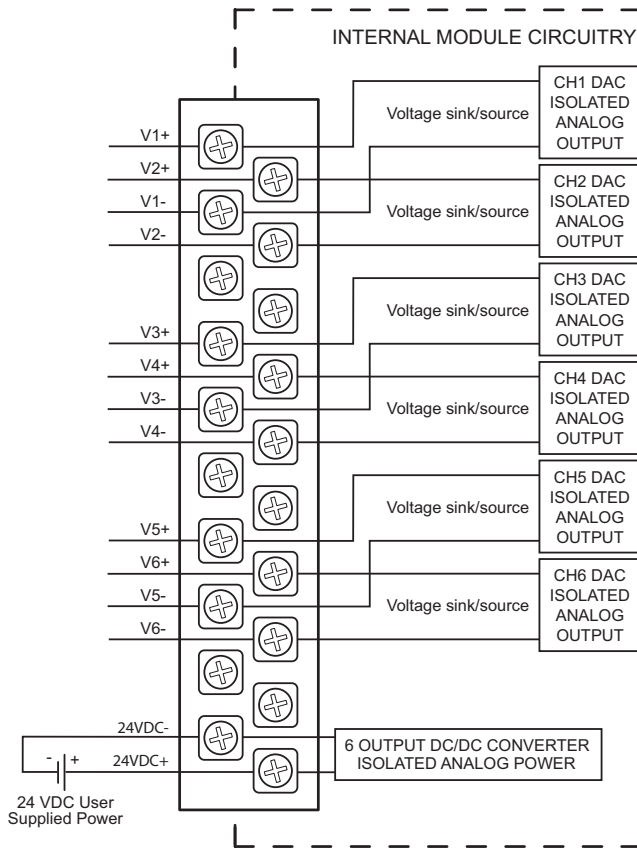 INTERNAL MODULE CIRCUITRY
CH1 DAC
ISOLATED
ANALOG
OUTPUT
Voltage sink/source
V1+
V2+
V1-
V2-
CH2 DAC
ISOLATED
ANALOG
OUTPUT
Voltage sink/source
CH3 DAC
ISOLATED
ANALOG
OUTPUT
Voltage sink/source
V3+
V4+
V3-
V4-
CH4 DAC
ISOLATED
ANALOG
OUTPUT
Voltage sink/source
CH5 DAC
ISOLATED
ANALOG
OUTPUT
Voltage sink/source
V5+
V6+
V5-
V6-
CH6 DAC
ISOLATED
ANALOG
OUTPUT
Voltage sink/source
24VDC-
24VDC+
- +
24 VDC User
Supplied Power
6 OUTPUT DC/DC CONVERTER
ISOLATED ANALOG POWER